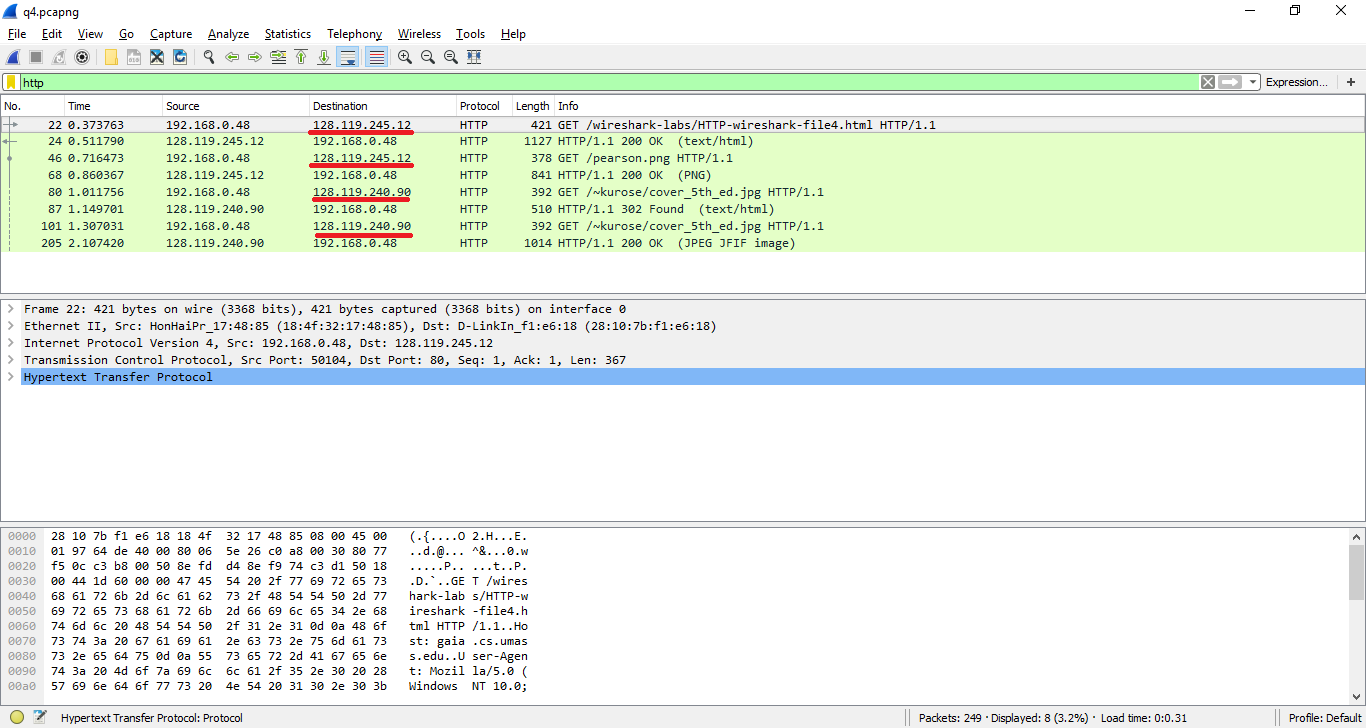 q4.pcapng
File Edit View Go Capture Analyze Statistics Telephony Wireless Tools Help
http Expression... +
No. Time Source Destination Protocol Length Info
22 0.373763 192.168.0.48 128.119.245.12 HTTP 421 GET /wireshark-labs/HTTP-wireshark-file4.html HTTP/1.1
24 0.511790 128.119.245.12 192.168.0.48 HTTP 1127 HTTP/1.1 200 OK (text/html)
46 0.716473 192.168.0.48 128.119.245.12 HTTP 378 GET /pearson.png HTTP/1.1
68 0.860367 128.119.245.12 192.168.0.48 HTTP 841 HTTP/1.1 200 OK (PNG)
80 1.011756 192.168.0.48 128.119.240.90 HTTP 392 GET /~kurose/cover_5th_ed.jpg HTTP/1.1
87 1.149701 128.119.240.90 192.168.0.48 HTTP 510 HTTP/1.1 302 Found (text/html)
101 1.307031 192.168.0.48 128.119.240.90 HTTP 392 GET /~kurose/cover_5th_ed.jpg HTTP/1.1
205 2.107420 128.119.240.90 192.168.0.48 HTTP 1014 HTTP/1.1 200 OK (JPEG JFIF image)
Frame 22: 421 bytes on wire (3368 bits), 421 bytes captured (3368 bits) on interface 0
Ethernet II, Src: HonHaiPr_17:48:85 (18:4f:32:17:48:85), Dst: D-LinkIn_f1:e6:18 (28:10:7b:f1:e6:18)
Internet Protocol Version 4, Src: 192.168.0.48, Dst: 128.119.245.12
Transmission Control Protocol, Src Port: 50104, Dst Port: 80, Seq: 1, Ack: 1, Len: 367
Hypertext Transfer Protocol
0000 28 10 7b f1 e6 18 18 4f 32 17 48 85 08 00 45 00 (.{....O 2.H...E.
0010 01 97 64 de 40 00 80 06 5e 26 c0 a8 00 30 80 77 ..d.@... ^&...0.w
0020 f5 0c c3 b8 00 50 8e fd d4 8e f9 74 c3 d1 50 18 .....P.. ...t..P.
0030 00 44 1d 60 00 00 47 45 54 20 2f 77 69 72 65 73 .D.`..GE T /wires
0040 68 61 72 6b 2d 6c 61 62 73 2f 48 54 54 50 2d 77 hark-lab s/HTTP-w
0050 69 72 65 73 68 61 72 6b 2d 66 69 6c 65 34 2e 68 ireshark -file4.h
0060 74 6d 6c 20 48 54 54 50 2f 31 2e 31 0d 0a 48 6f tml HTTP /1.1..Ho
0070 73 74 3a 20 67 61 69 61 2e 63 73 2e 75 6d 61 73 st: gaia .cs.umas
0080 73 2e 65 64 75 0d 0a 55 73 65 72 2d 41 67 65 6e s.edu..U ser-Agen
0090 74 3a 20 4d 6f 7a 69 6c 6c 61 2f 35 2e 30 20 28 t: Mozil la/5.0 (
00a0 57 69 6e 64 6f 77 73 20 4e 54 20 31 30 2e 30 3b Windows NT 10.0;
Hypertext Transfer Protocol: Protocol Packets: 249 · Displayed: 8 (3.2%) · Load time: 0:0.31 Profile: Default